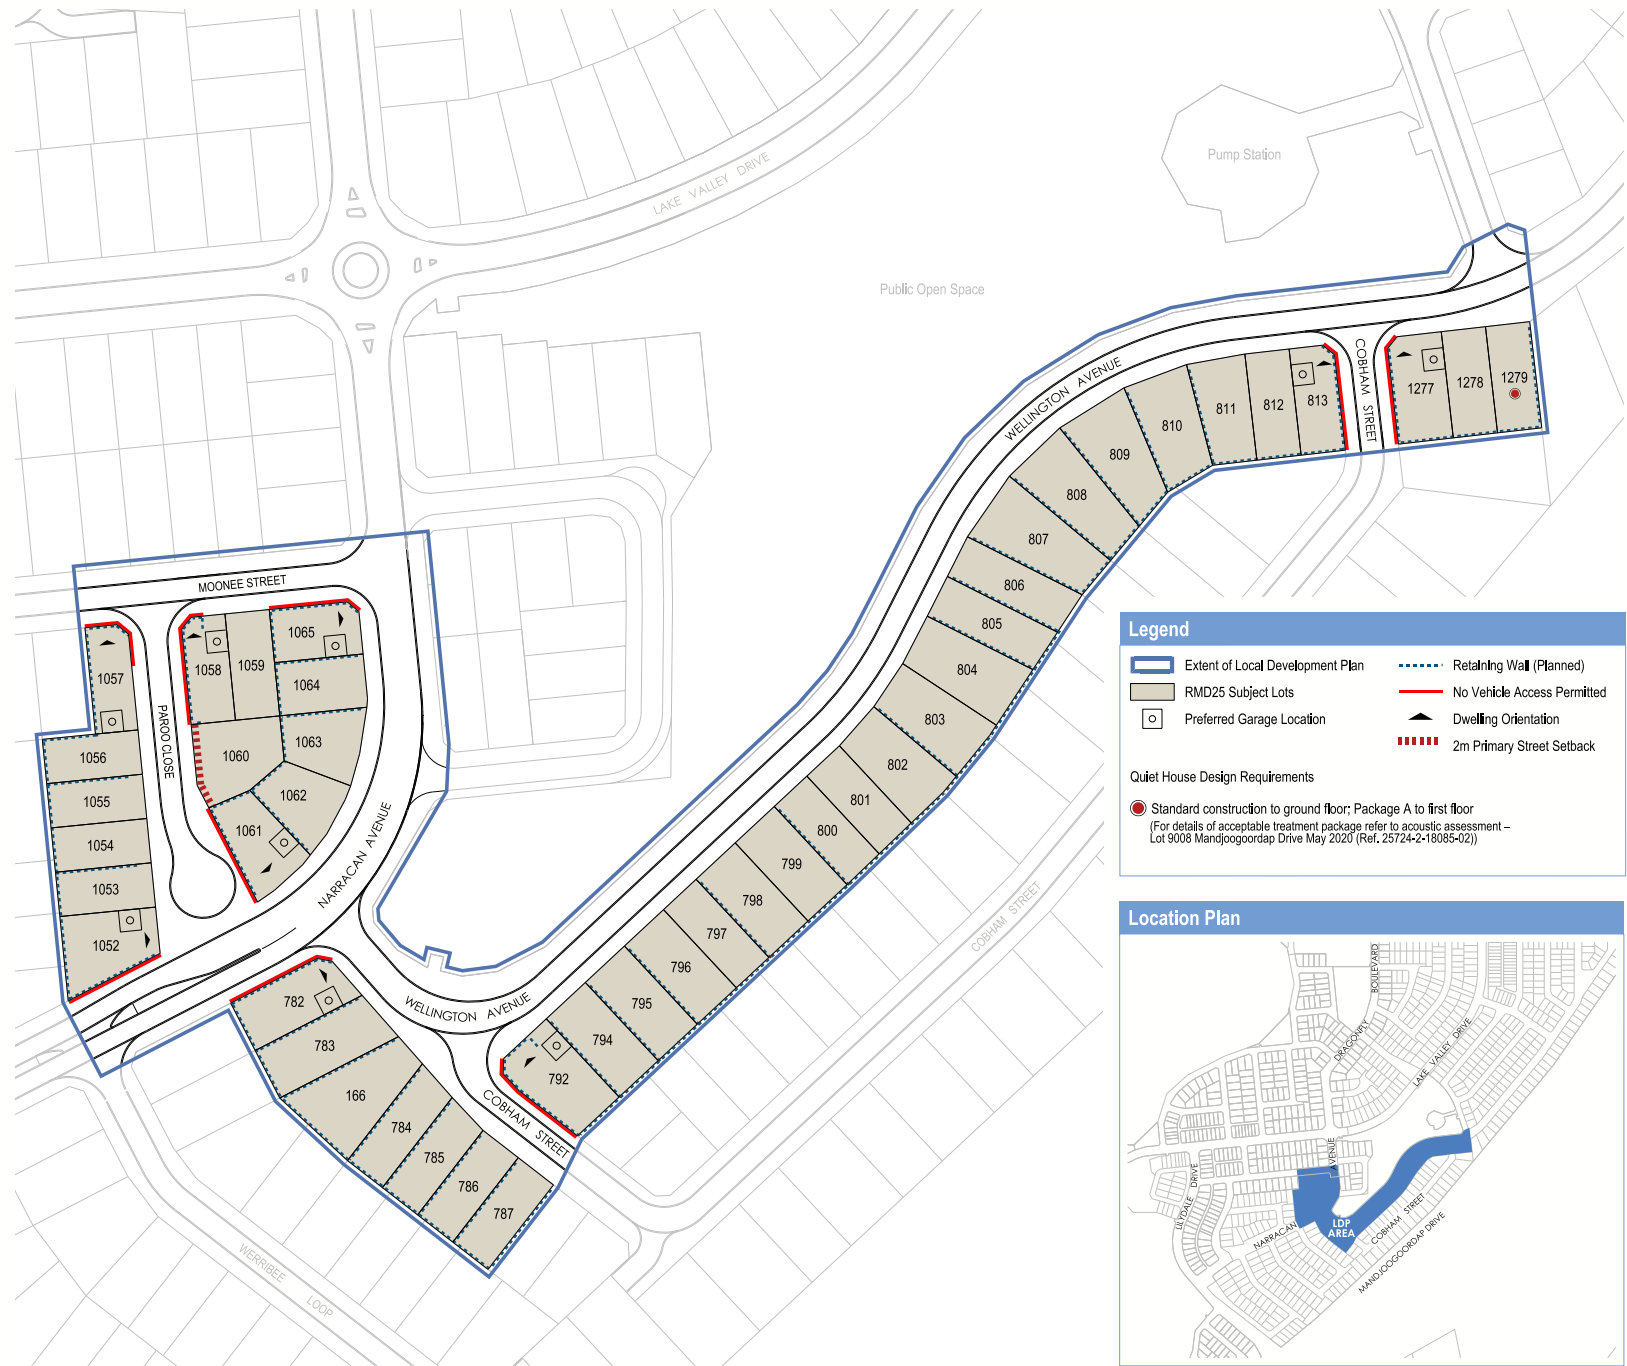 LAKE VALLEY DRIVE
Pump Station
Public Open Space
WELLINGTON AVENUE
COBHAM STREET
1277
1278
1279
813
812
811
810
809
808
807
806
805
804
803
802
801
800
799
798
797
796
795
794
792
MOONEE STREET
PAROO CLOSE
1057
1058
1059
1065
1064
1063
1060
1062
1061
1056
1055
1054
1053
1052
NARRACAN AVENUE
WELLINGTON AVENUE
COBHAM STREET
COBHAM STREET
782
783
166
784
785
786
787
WERRIBEE
LOOP
Legend
Extent of Local Development Plan
RMD25 Subject Lots
Preferred Garage Location
Retaining Wall (Planned)
No Vehicle Access Permitted
Dwelling Orientation
2m Primary Street Setback
Quiet House Design Requirements
Standard construction to ground floor; Package A to first floor
(For details of acceptable treatment package refer to acoustic assessment –
Lot 9008 Mandjoogoordap Drive May 2020 (Ref. 25724-2-18085-02))
Location Plan
BOULEVARD
DRAGONFLY
LAKE VALLEY DRIVE
AVENUE
LILYDALE DRIVE
NARRACAN
LDP
AREA
COBHAM STREET
MANDJOOGOORDAP DRIVE